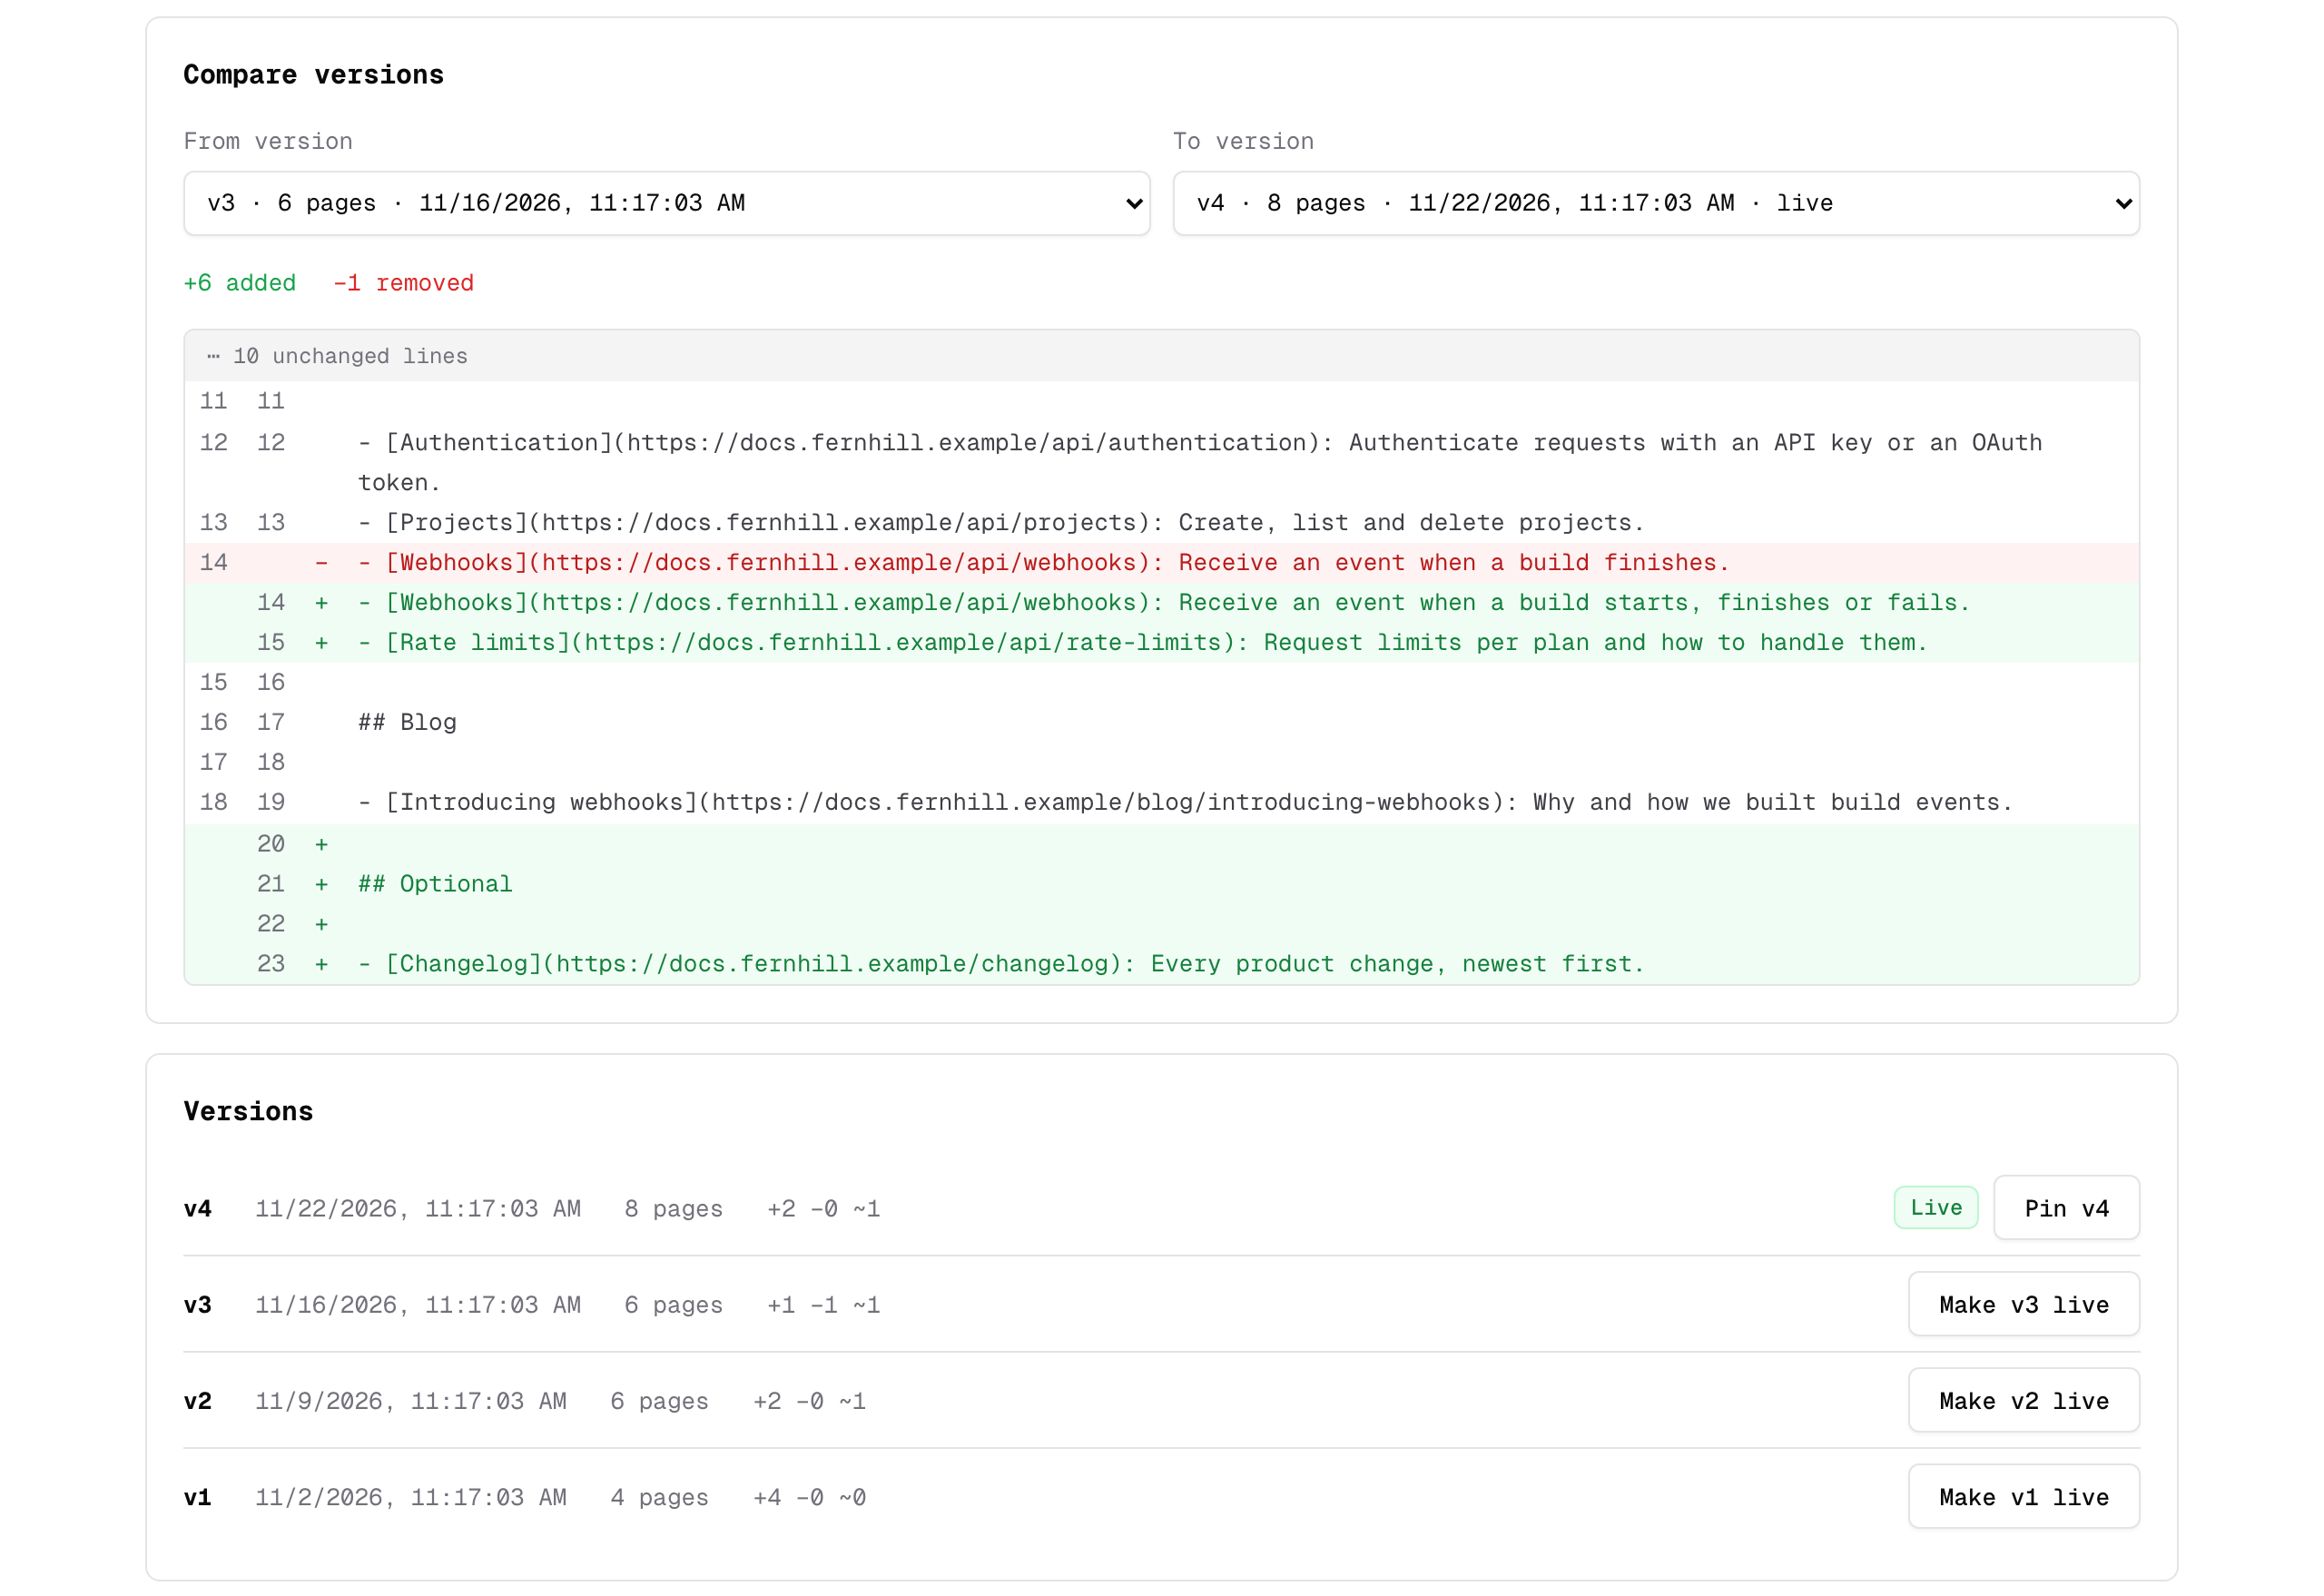 Compare versions
From version
To version
v3 · 6 pages · 11/16/2026, 11:17:03 AM
v4 · 8 pages · 11/22/2026, 11:17:03 AM · live
+6 added −1 removed
⋯ 10 unchanged lines
11 11
12 12 - [Authentication](https://docs.fernhill.example/api/authentication): Authenticate requests with an API key or an OAuth
token.
13 13 - [Projects](https://docs.fernhill.example/api/projects): Create, list and delete projects.
14 − - [Webhooks](https://docs.fernhill.example/api/webhooks): Receive an event when a build finishes.
14 + - [Webhooks](https://docs.fernhill.example/api/webhooks): Receive an event when a build starts, finishes or fails.
15 + - [Rate limits](https://docs.fernhill.example/api/rate-limits): Request limits per plan and how to handle them.
15 16
16 17 ## Blog
17 18
18 19 - [Introducing webhooks](https://docs.fernhill.example/blog/introducing-webhooks): Why and how we built build events.
20 +
21 + ## Optional
22 +
23 + - [Changelog](https://docs.fernhill.example/changelog): Every product change, newest first.
Versions
v4 11/22/2026, 11:17:03 AM 8 pages +2 −0 ~1 Live Pin v4
v3 11/16/2026, 11:17:03 AM 6 pages +1 −1 ~1 Make v3 live
v2 11/9/2026, 11:17:03 AM 6 pages +2 −0 ~1 Make v2 live
v1 11/2/2026, 11:17:03 AM 4 pages +4 −0 ~0 Make v1 live